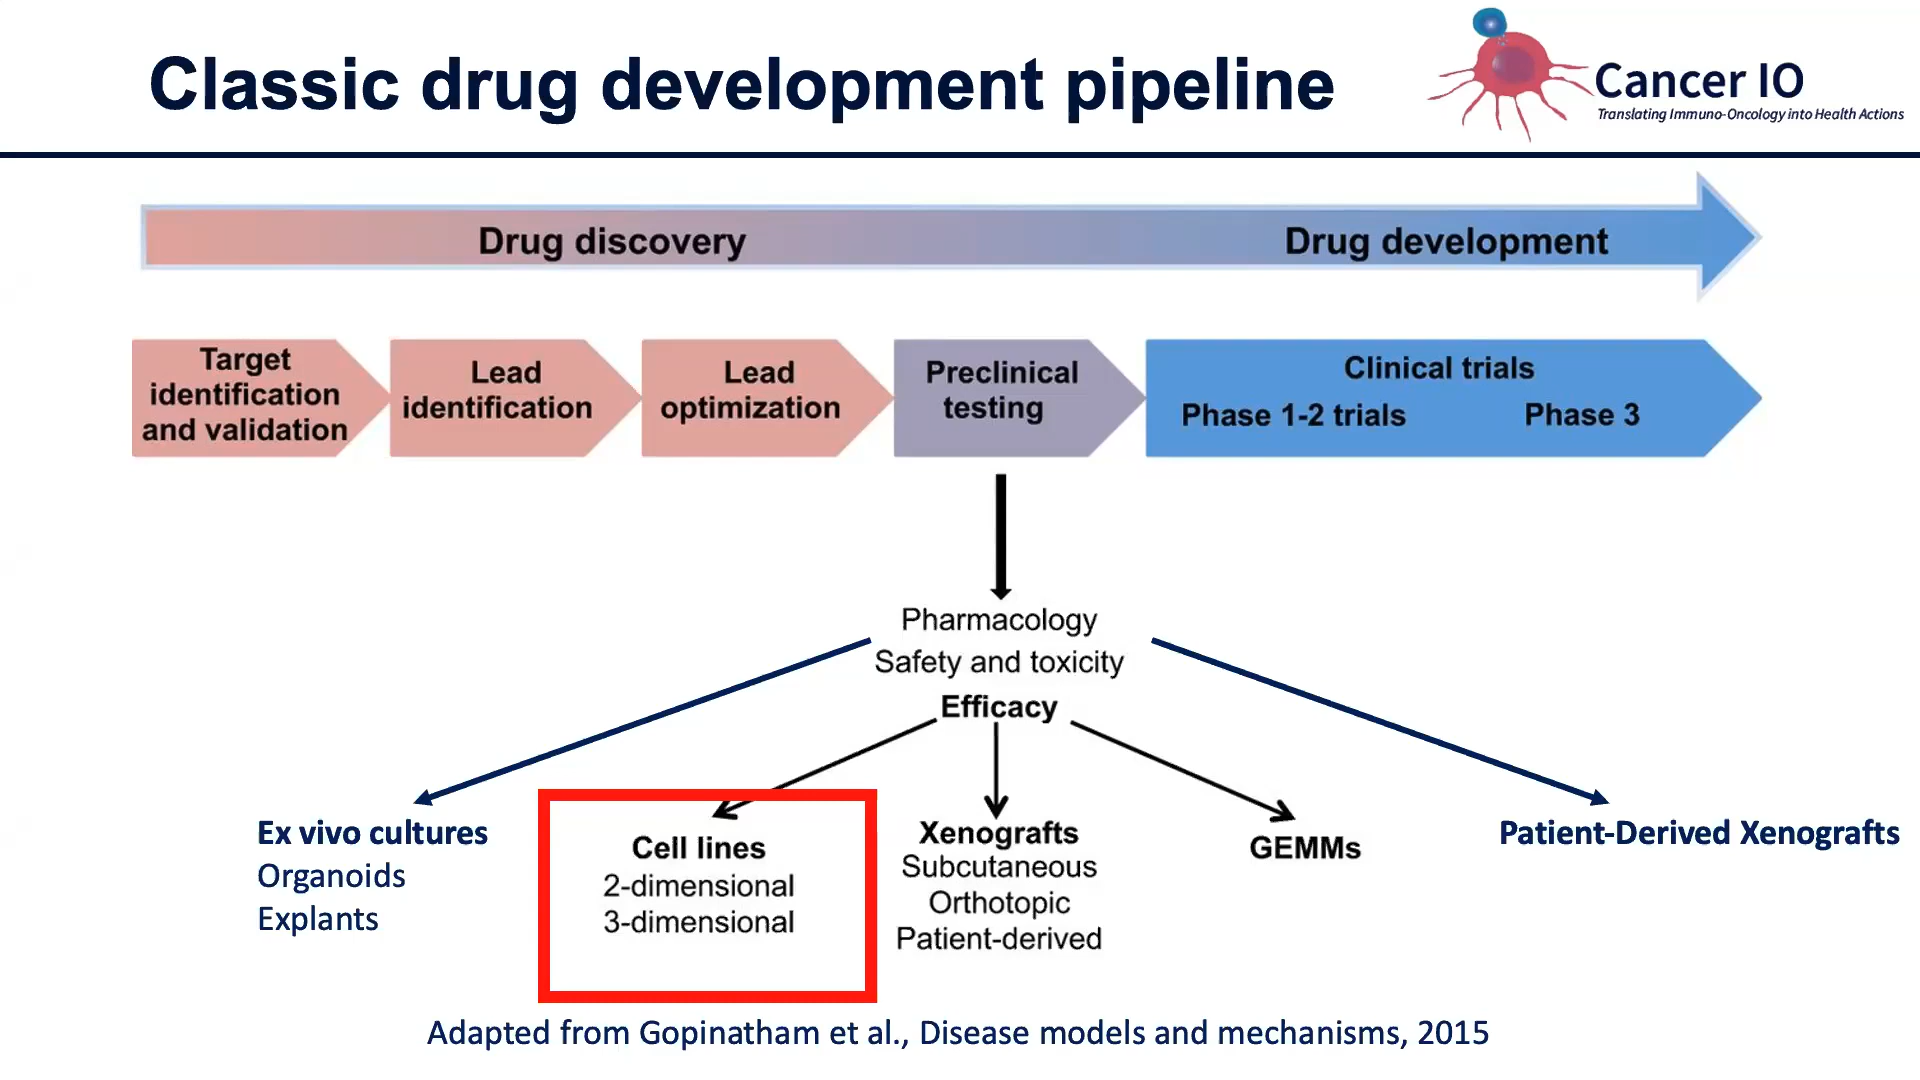 Classic drug development pipeline
Cancer IO
Translating Immuno-Oncology into Health Actions
Drug discovery
Drug development
Target
identification
and validation
Lead
identification
Lead
optimization
Preclinical
testing
Clinical trials
Phase 1-2 trials
Phase 3
Pharmacology
Safety and toxicity
Efficacy
Ex vivo cultures
Organoids
Explants
Cell lines
2-dimensional
3-dimensional
Xenografts
Subcutaneous
Orthotopic
Patient-derived
GEMMs
Patient-Derived Xenografts
Adapted from Gopinatham et al., Disease models and mechanisms, 2015